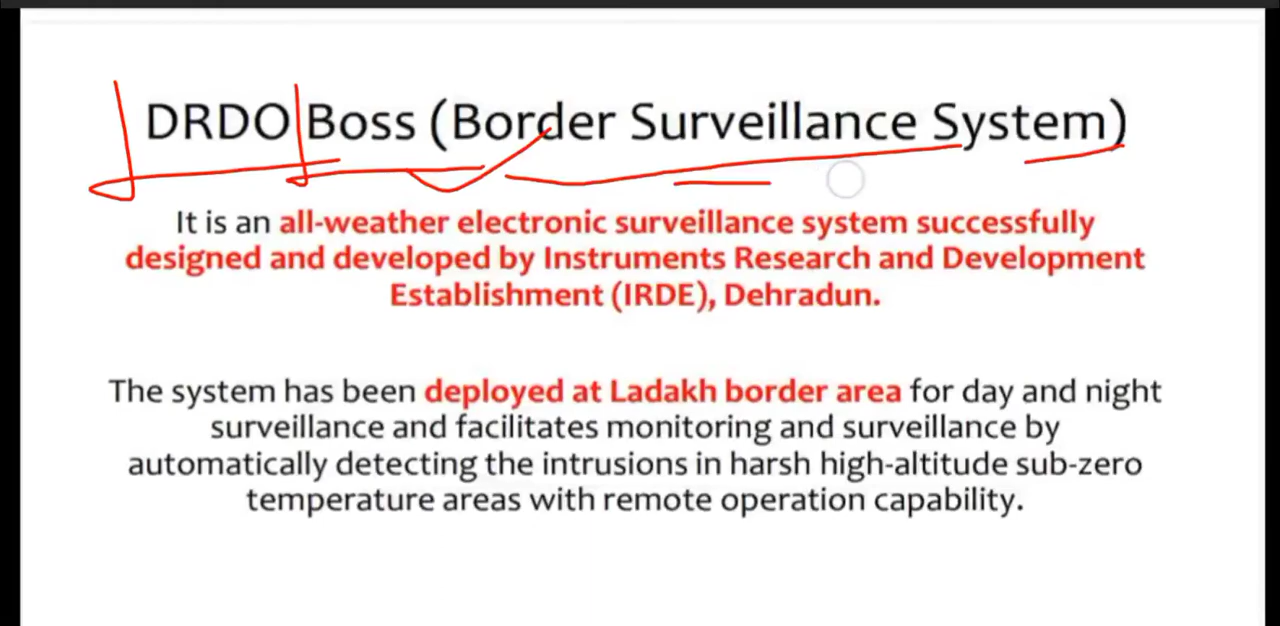 DRDO Boss (Border Surveillance System)
It is an all-weather electronic surveillance system successfully
designed and developed by Instruments Research and Development
Establishment (IRDE), Dehradun.
The system has been deployed at Ladakh border area for day and night
surveillance and facilitates monitoring and surveillance by
automatically detecting the intrusions in harsh high-altitude sub-zero
temperature areas with remote operation capability.